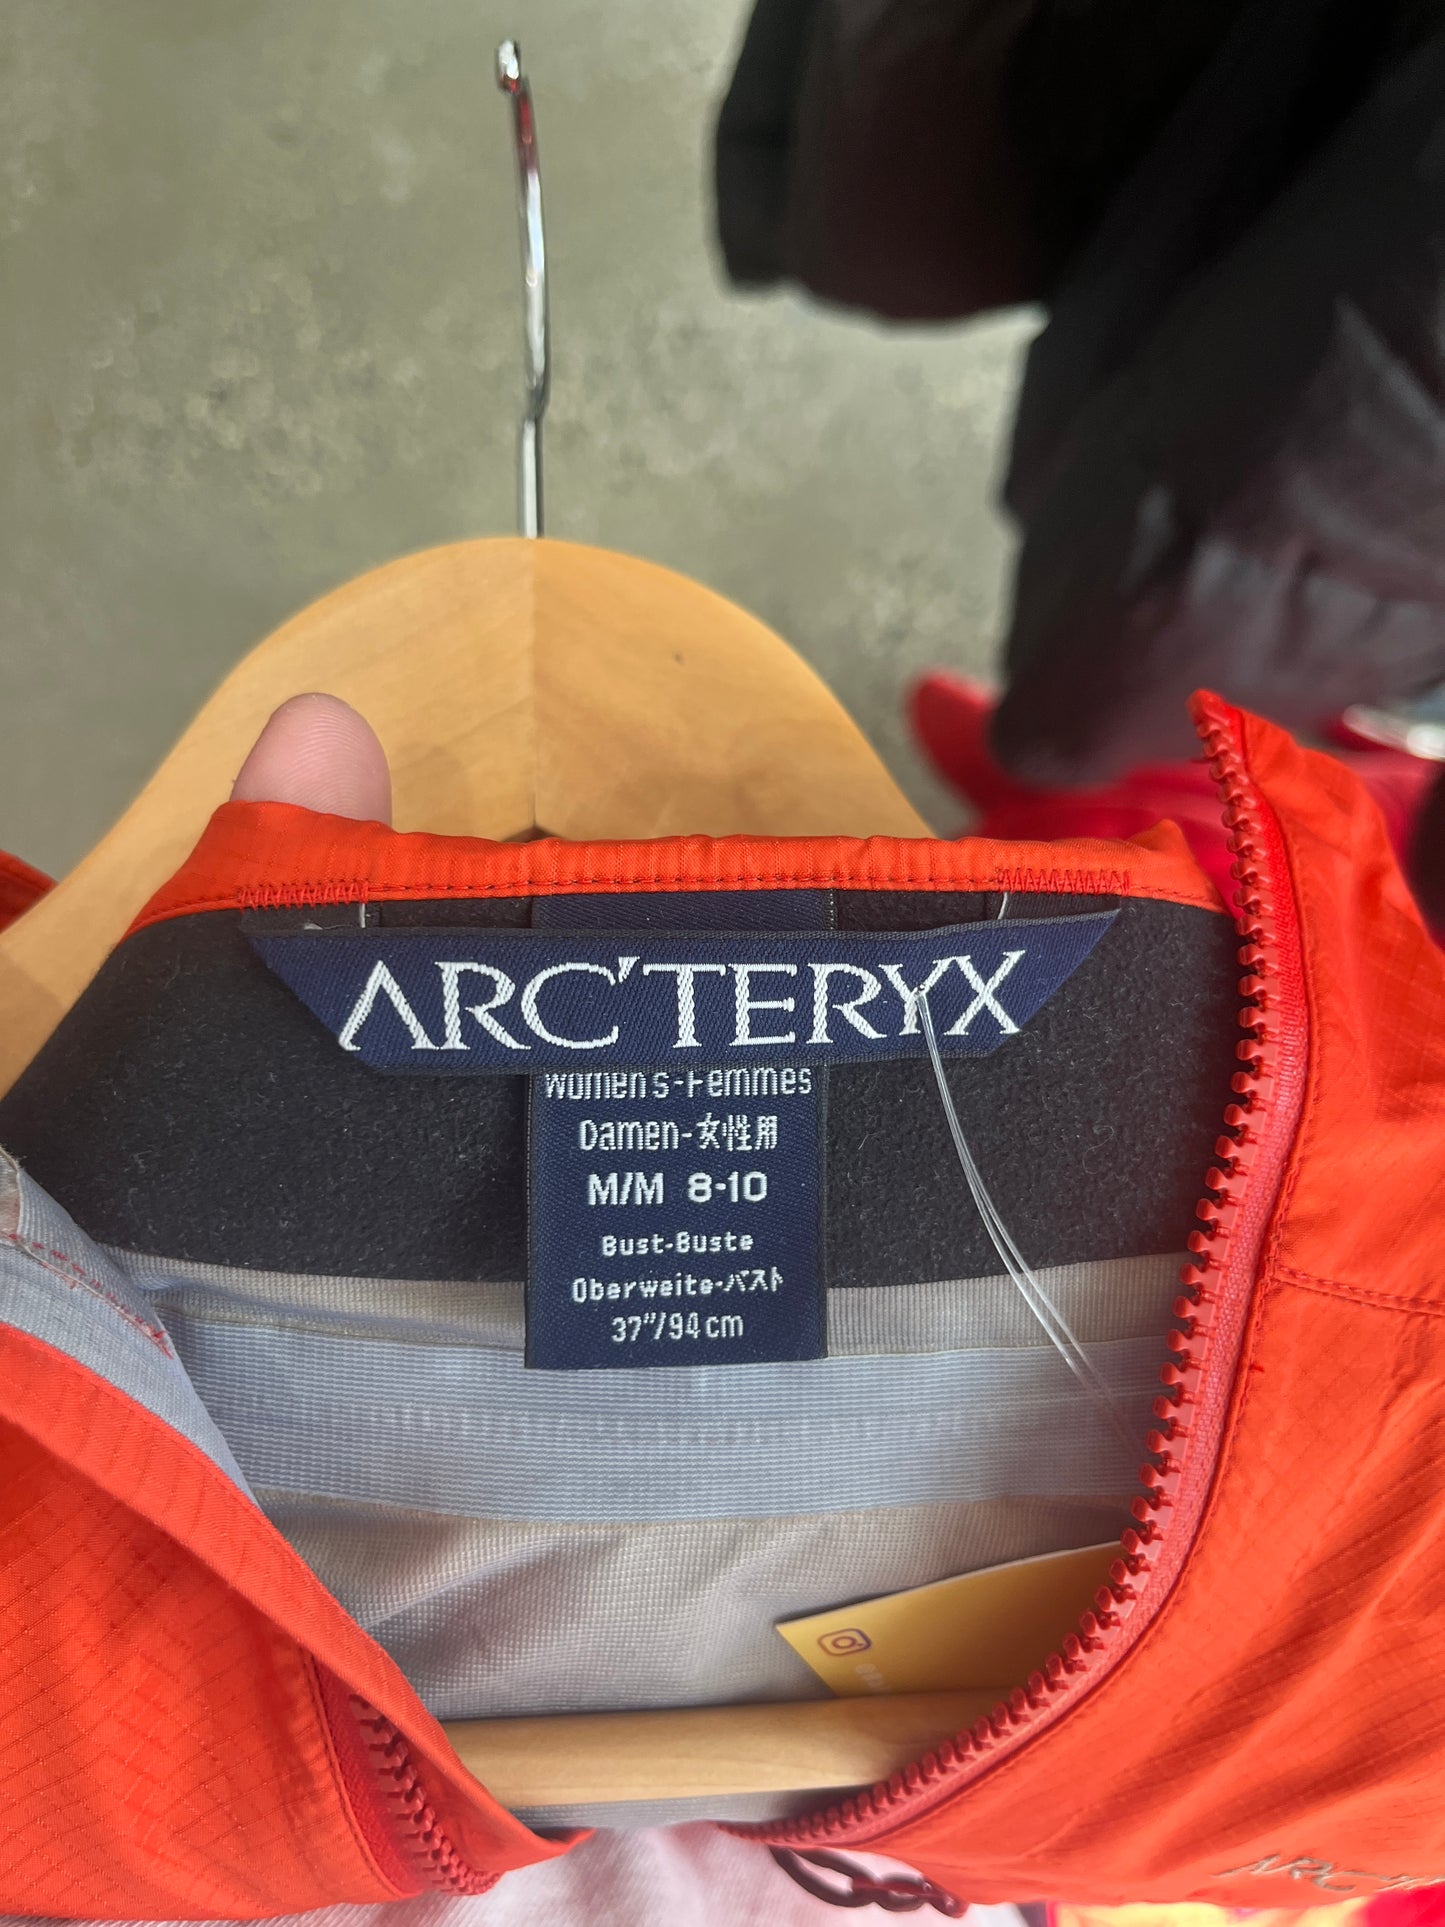 ARC'TERYX
Women's-Femmes
Damen-女性用
M/M 8-10
Bust-Buste
Oberweite-バスト
37"/94cm